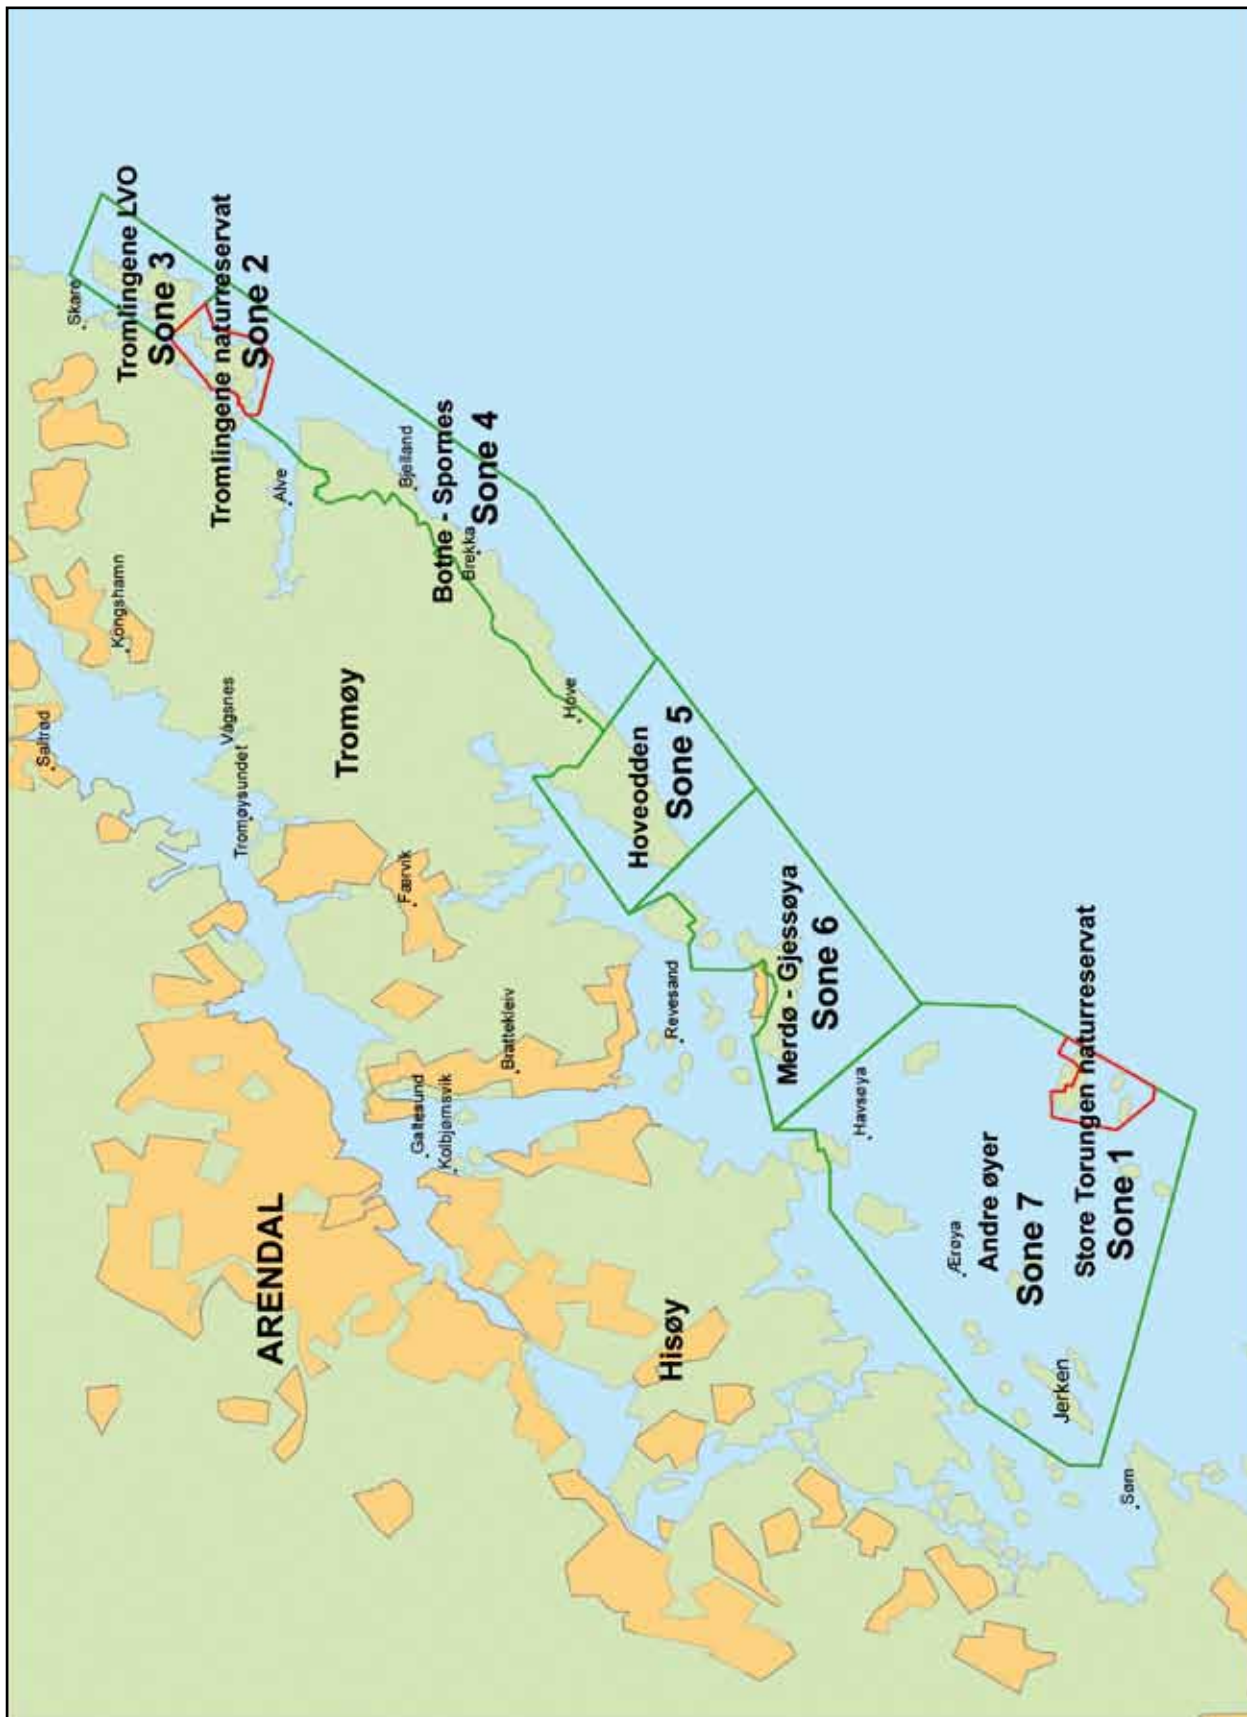 Saltrød
Skare
Kongshamn
Tromlingene LVO
Sone 3
Tromlingene naturreservat
Sone 2
Vågsnes
Tromøysundet
ARENDAL
Alve
Tromøy
Færvik
Bjelland
Galtesund
Kolbjørnsvik
Botne - Spornes
Sone 4
Brekka
Brattekleiv
Hove
Hoveodden
Sone 5
Hisøy
Revesand
Merdø - Gjessøya
Sone 6
Havsøya
Ærøya
Andre øyer
Sone 7
Jerken
Store Torungen naturreservat
Sone 1
Søm